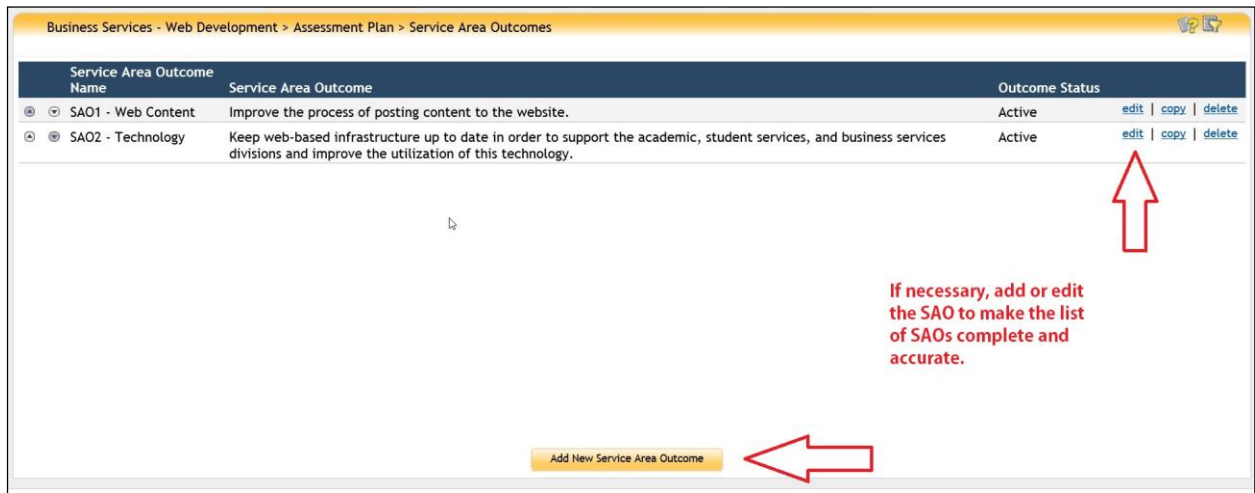 Business Services - Web Development > Assessment Plan > Service Area Outcomes
Service Area Outcome
Name Service Area Outcome Outcome Status
SAO1 - Web Content Improve the process of posting content to the website. Active edit | copy | delete
SAO2 - Technology Keep web-based infrastructure up to date in order to support the academic, student services, and business services Active edit | copy | delete
divisions and improve the utilization of this technology.
If necessary, add or edit
the SAO to make the list
of SAOs complete and
accurate.
Add New Service Area Outcome